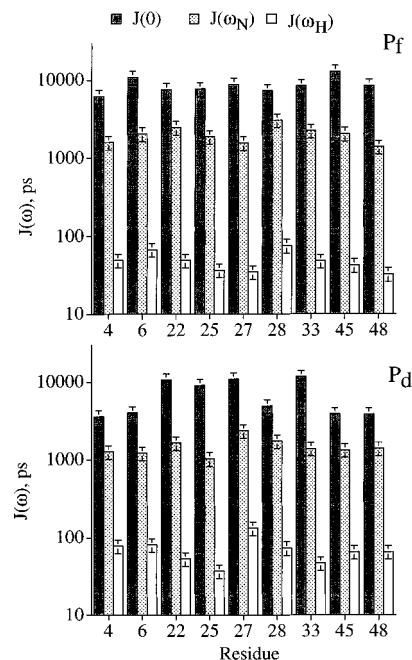 J(0) J(ωN) J(ωH)
Pf
10000
1000
100
10
J(ω), ps
4 6 22 25 27 28 33 45 48
Pd
10000
1000
100
10
J(ω), ps
4 6 22 25 27 28 33 45 48
Residue